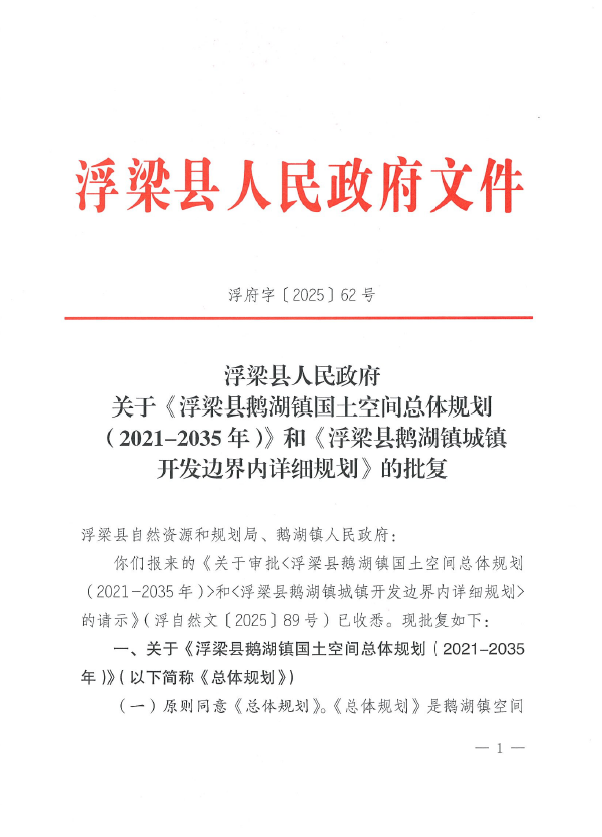 浮梁县人民政府文件
浮府字〔2025〕62号
浮梁县人民政府
关于《浮梁县鹅湖镇国土空间总体规划
（2021-2035年）》和《浮梁县鹅湖镇城镇
开发边界内详细规划》的批复
浮梁县自然资源和规划局、鹅湖镇人民政府：
你们报来的《关于审批<浮梁县鹅湖镇国土空间总体规划
（2021-2035年）>和<浮梁县鹅湖镇城镇开发边界内详细规划>
的请示》（浮自然文〔2025〕89号）已收悉。现批复如下：
一、关于《浮梁县鹅湖镇国土空间总体规划〔2021-2035
年）》（以下简称《总体规划》）
（一）原则同意《总体规划》。《总体规划》是鹅湖镇空间
— 1 —